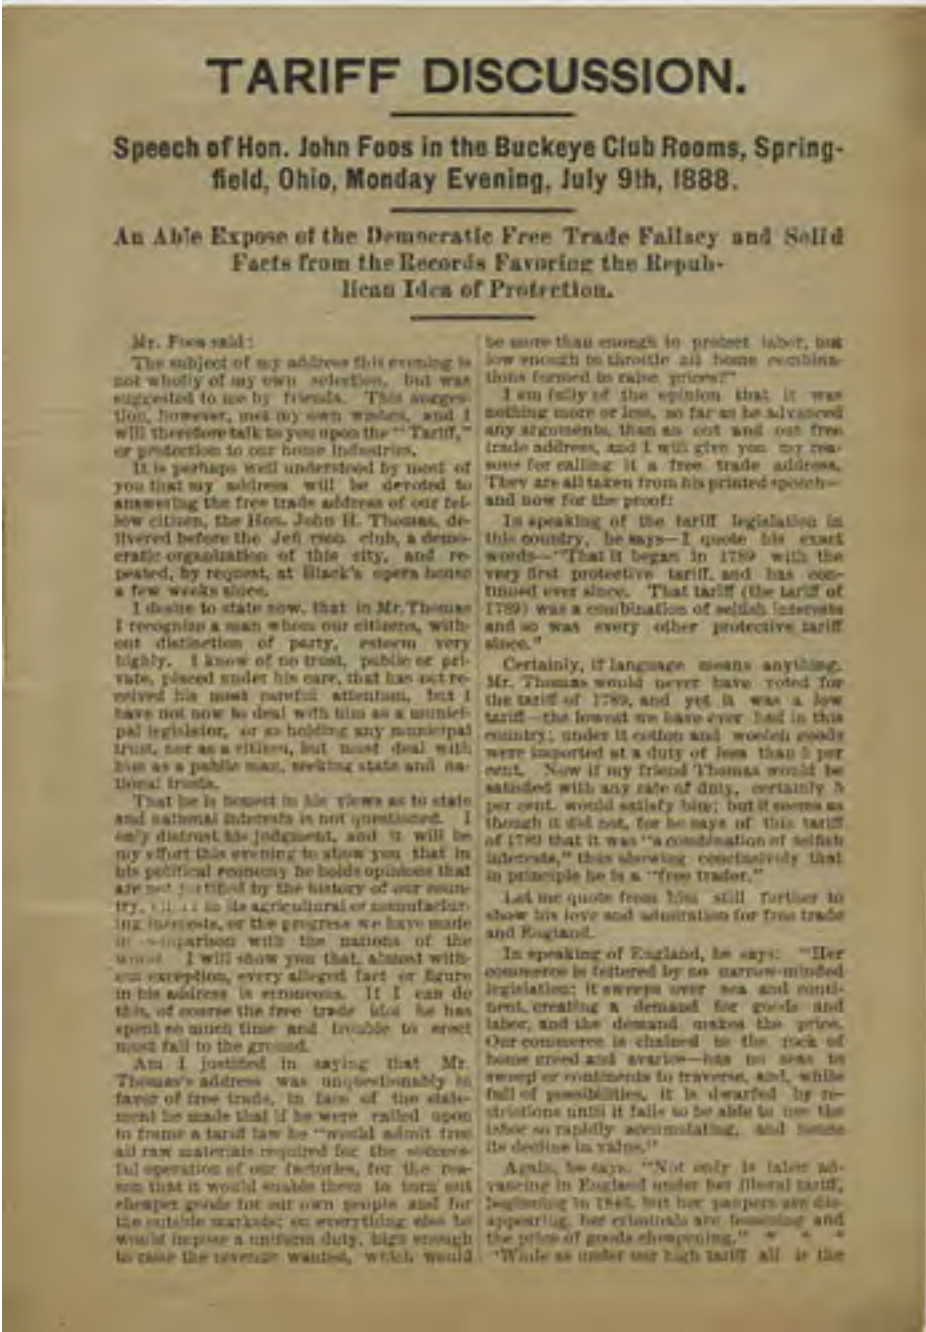 TARIFF DISCUSSION.
Speech of Hon. John Foos in the Buckeye Club Rooms, Spring-
field, Ohio, Monday Evening, July 9th, 1888.
An Able Expose of the Democratic Free Trade Fallacy and Solid
Facts from the Records Favoring the Repub-
lican Idea of Protection.
Mr. Foos said:
The subject of my address this evening is
not wholly of my own selection, but was
suggested to me by friends. This sugges-
tion, however, met my own wishes, and I
will therefore talk to you upon the "Tariff,"
or protection to our home industries.
It is perhaps well understood by most of
you that my address will be devoted to
answering the free trade address of our fel-
low citizen, the Hon. John H. Thomas, de-
livered before the Jeff rson club, a demo-
cratic organization of this city, and re-
peated, by request, at Black's opera house
a few weeks since.
I desire to state now, that in Mr. Thomas
I recognize a man whom our citizens, with-
out distinction of party, esteem very
highly. I know of no trust, public or pri-
vate, placed under his care, that has not re-
ceived his most careful attention, but I
have not now to deal with him as a munici-
pal legislator, or as holding any municipal
trust, nor as a citizen, but must deal with
him as a public man, seeking state and na-
tional trusts.
That he is honest in his views as to state
and national interests is not questioned. I
only distrust his judgment, and it will be
my effort this evening to show you that in
his political economy he holds opinions that
are not justified by the history of our coun-
try, in its agricultural or manufactur-
ing interests, or the progress we have made
in comparison with the nations of the
world. I will show you that, almost with-
out exception, every alleged fact or figure
in his address is erroneous. If I can do
this, of course the free trade idol he has
spent so much time and trouble to erect
must fall to the ground.
Am I justified in saying that Mr.
Thomas's address was unquestionably in
favor of free trade, in face of the state-
ment he made that if he were called upon
to frame a tariff law he "would admit free
all raw materials required for the success-
ful operation of our factories, for the rea-
son that it would enable them to turn out
cheaper goods for our own people and for
the outside markets; on everything else he
would impose a uniform duty, high enough
to raise the revenue wanted, which would
be more than enough to protect labor, but
low enough to throttle all home combina-
tions formed to raise prices?"
I am fully of the opinion that it was
nothing more or less, so far as he advanced
any arguments, than an out and out free
trade address, and I will give you my rea-
sons for calling it a free trade address.
They are all taken from his printed speech—
and now for the proof:
In speaking of the tariff legislation in
this country, he says—I quote his exact
words—"That it began in 1789 with the
very first protective tariff, and has con-
tinued ever since. That tariff (the tariff of
1789) was a combination of selfish interests
and so was every other protective tariff
since."
Certainly, if language means anything,
Mr. Thomas would never have voted for
the tariff of 1789, and yet it was a low
tariff—the lowest we have ever had in this
country; under it cotton and woolen goods
were imported at a duty of less than 5 per
cent. Now if my friend Thomas would be
satisfied with any rate of duty, certainly 5
per cent. would satisfy him; but it seems as
though it did not, for he says of this tariff
of 1789 that it was "a combination of selfish
interests," thus showing conclusively that
in principle he is a "free trader."
Let me quote from him still further to
show his love and admiration for free trade
and England.
In speaking of England, he says: "Her
commerce is fettered by no narrow-minded
legislation; it sweeps over sea and conti-
nent, creating a demand for goods and
labor, and the demand makes the price.
Our commerce is chained to the rock of
home greed and avarice—has no seas to
sweep or continents to traverse, and, while
full of possibilities, it is dwarfed by re-
strictions until it fails to be able to use the
labor so rapidly accumulating, and hence
its decline in value."
Again, he says: "Not only is labor ad-
vancing in England under her liberal tariff,
beginning in but her paupers are dis-
appearing, her criminals are lessening and
the price of goods cheapening." * * *
"While as under our high tariff all is the